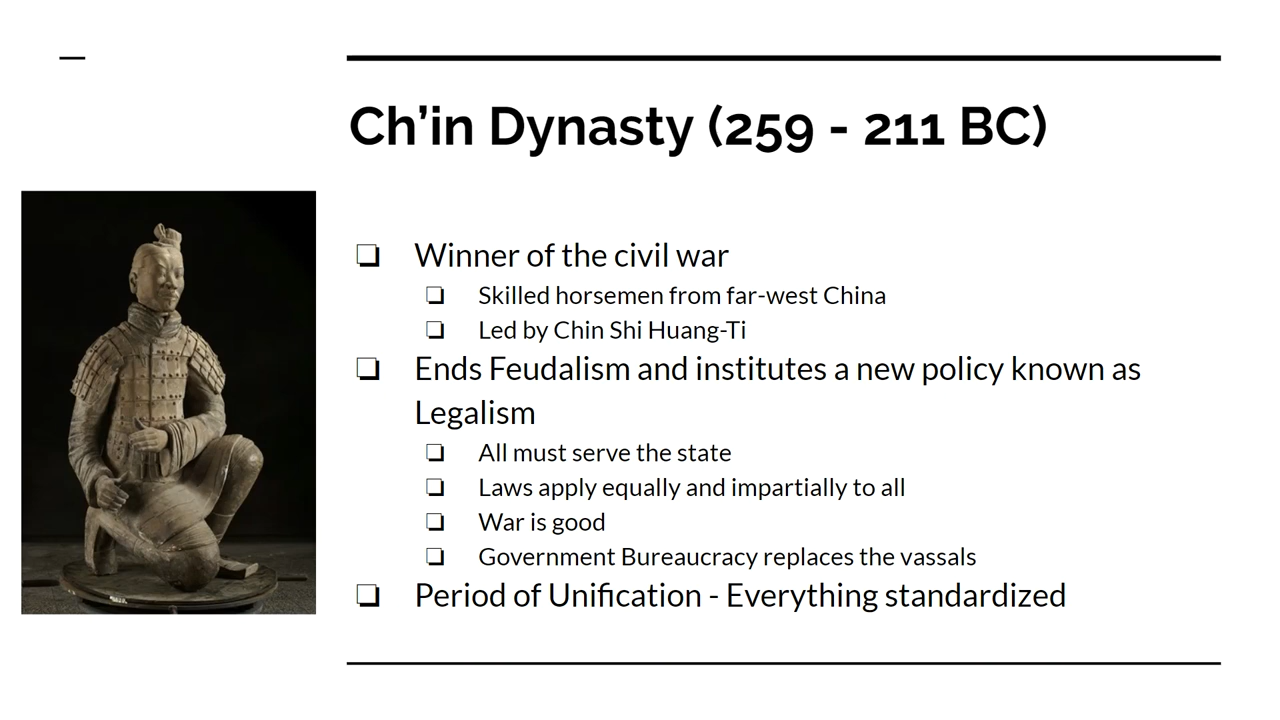 Ch’in Dynasty (259 - 211 BC)
❏ Winner of the civil war
❏ Skilled horsemen from far-west China
❏ Led by Chin Shi Huang-Ti
❏ Ends Feudalism and institutes a new policy known as
Legalism
❏ All must serve the state
❏ Laws apply equally and impartially to all
❏ War is good
❏ Government Bureaucracy replaces the vassals
❏ Period of Unification - Everything standardized